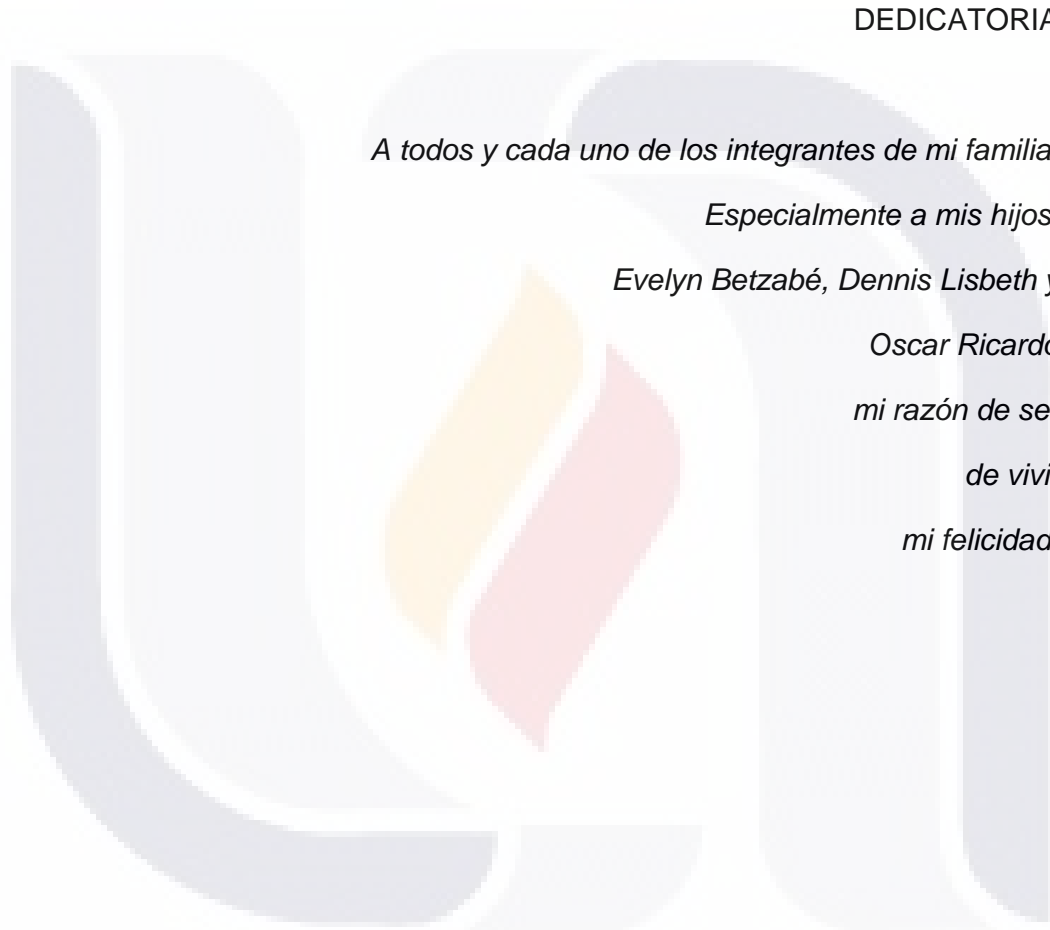 DEDICATORIA
A todos y cada uno de los integrantes de mi familia
Especialmente a mis hijos
Evelyn Betzabé, Dennis Lisbeth y
Oscar Ricardo
mi razón de se
de vivi
mi felicidad